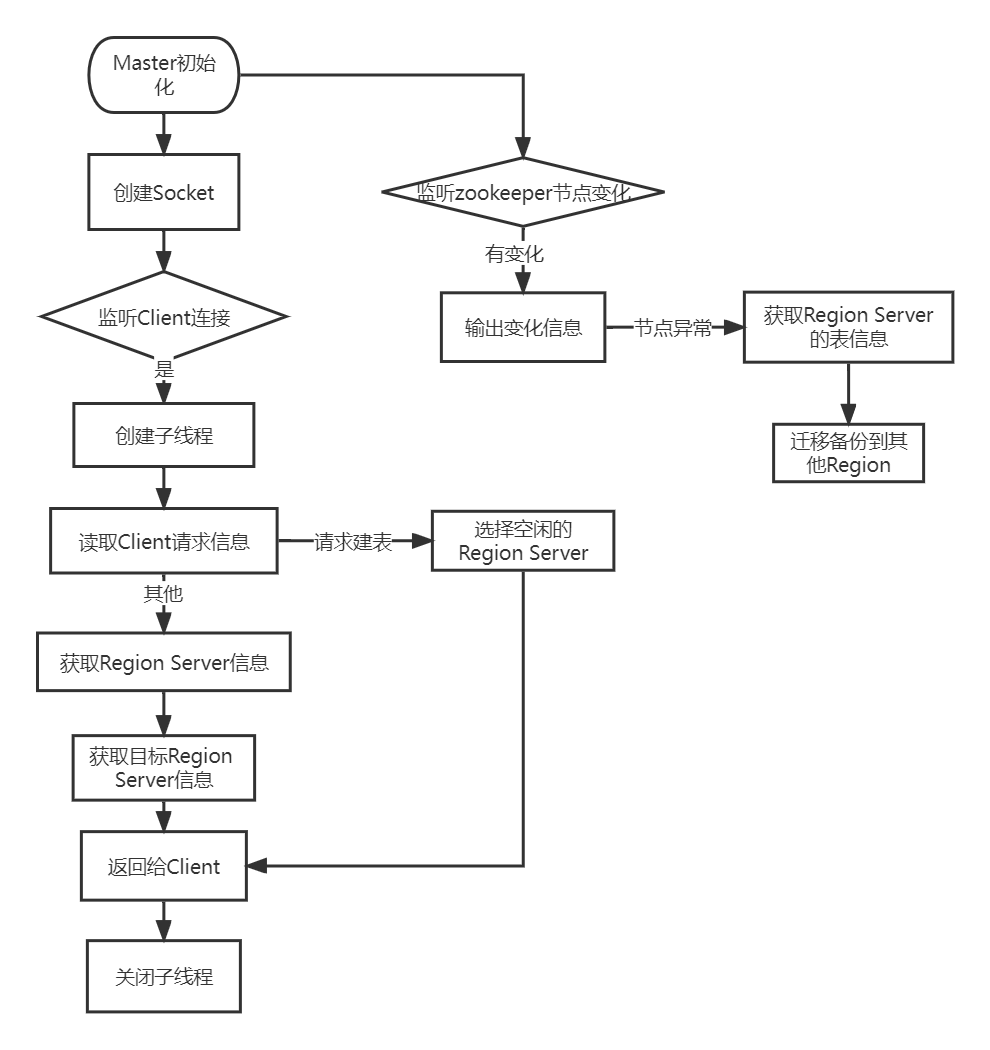 Master初始
化
创建Socket
监听zookeeper节点变化
有变化
监听Client连接
是
输出变化信息
节点异常
获取Region Server
的表信息
创建子线程
迁移备份到其
他Region
读取Client请求信息
请求建表
选择空闲的
Region Server
其他
获取Region Server信息
获取目标Region
Server信息
返回给Client
关闭子线程